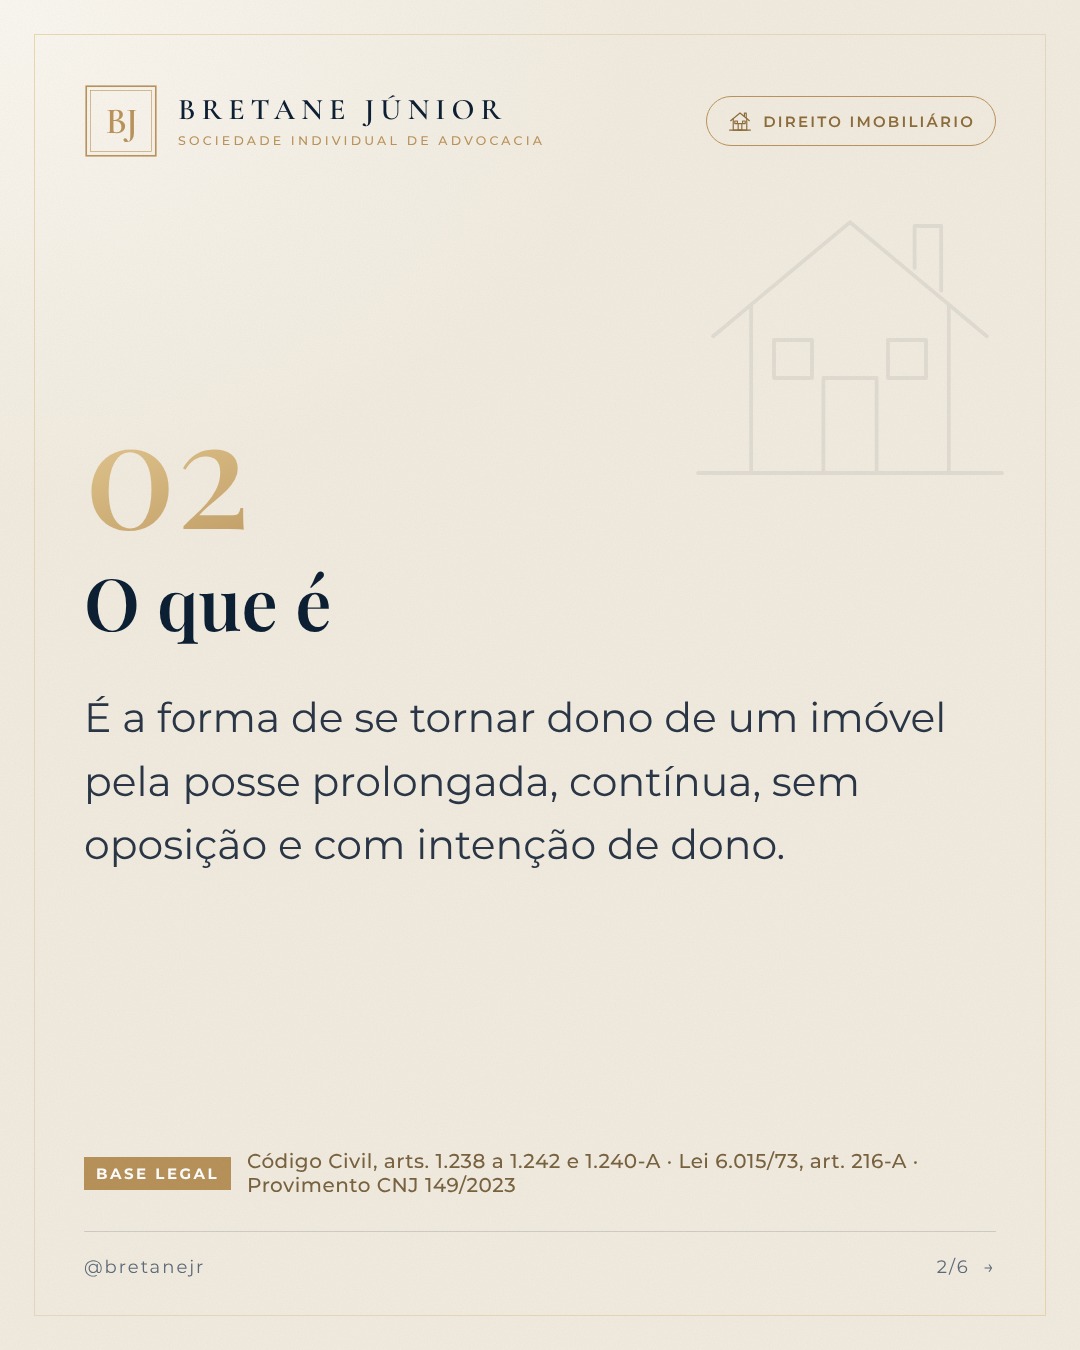 BJ
BRETANE JÚNIOR
SOCIEDADE INDIVIDUAL DE ADVOCACIA
DIREITO IMOBILIÁRIO
02
O que é
É a forma de se tornar dono de um imóvel
pela posse prolongada, contínua, sem
oposição e com intenção de dono.
BASE LEGAL
Código Civil, arts. 1.238 a 1.242 e 1.240-A · Lei 6.015/73, art. 216-A ·
Provimento CNJ 149/2023
@bretanejr
2/6 →